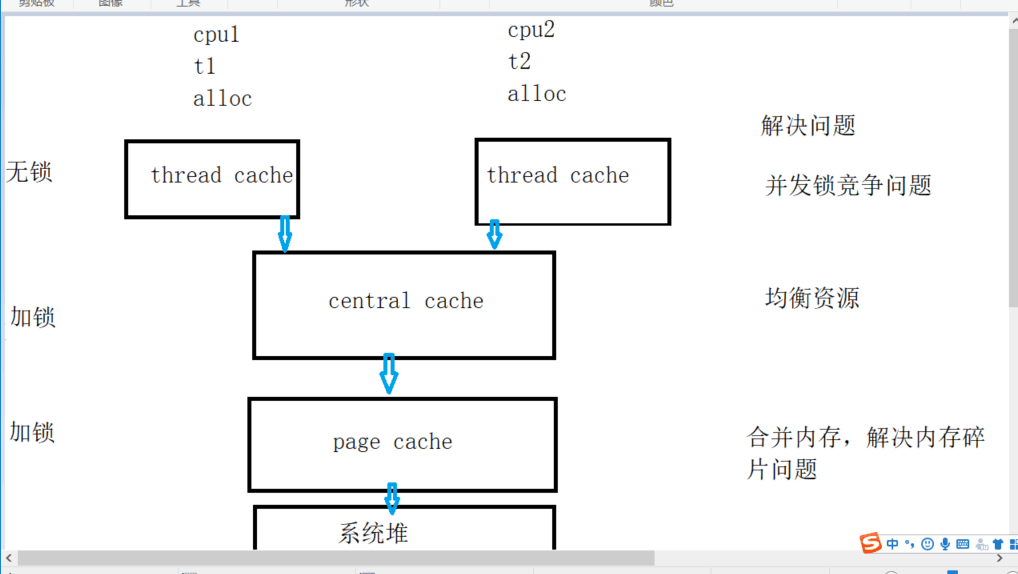 剪贴板 图像 工具 形状 颜色
cpu1
t1
alloc
cpu2
t2
alloc
解决问题
无锁
thread cache
thread cache
并发锁竞争问题
加锁
central cache
均衡资源
加锁
page cache
合并内存，解决内存碎
片问题
系统堆
中